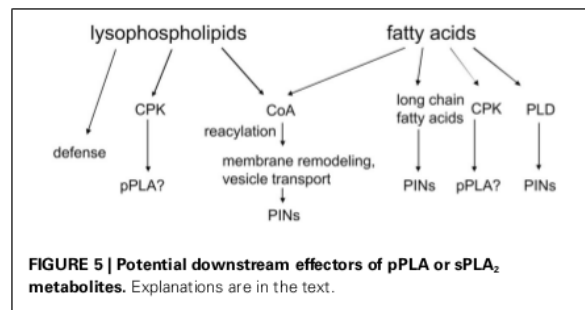 lysophospholipids fatty acids
long chain
fatty acids
CPK CoA CPK PLD
reacylation
defense
membrane remodeling,
vesicle transport
pPLA? PINs pPLA? PINs
PINs
FIGURE 5 | Potential downstream effectors of pPLA or sPLA₂
metabolites. Explanations are in the text.